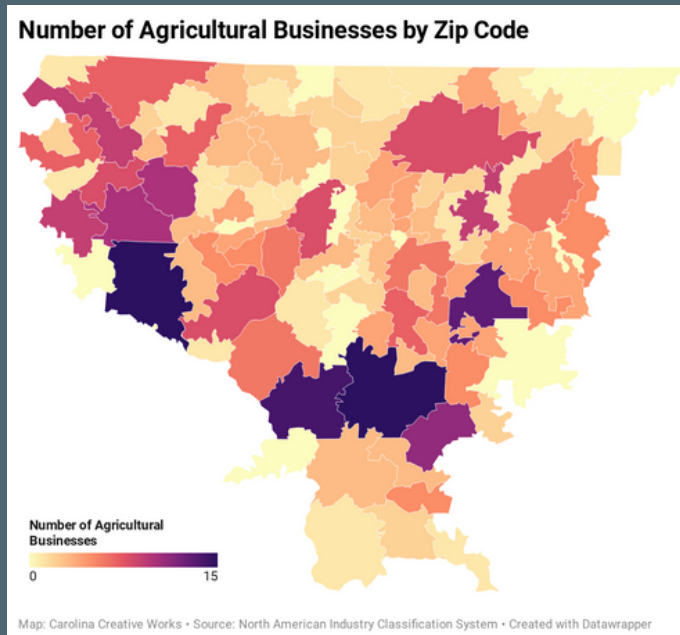 Number of Agricultural Businesses by Zip Code
Number of Agricultural
Businesses
0 15
Map: Carolina Creative Works • Source: North American Industry Classification System • Created with Datawrapper